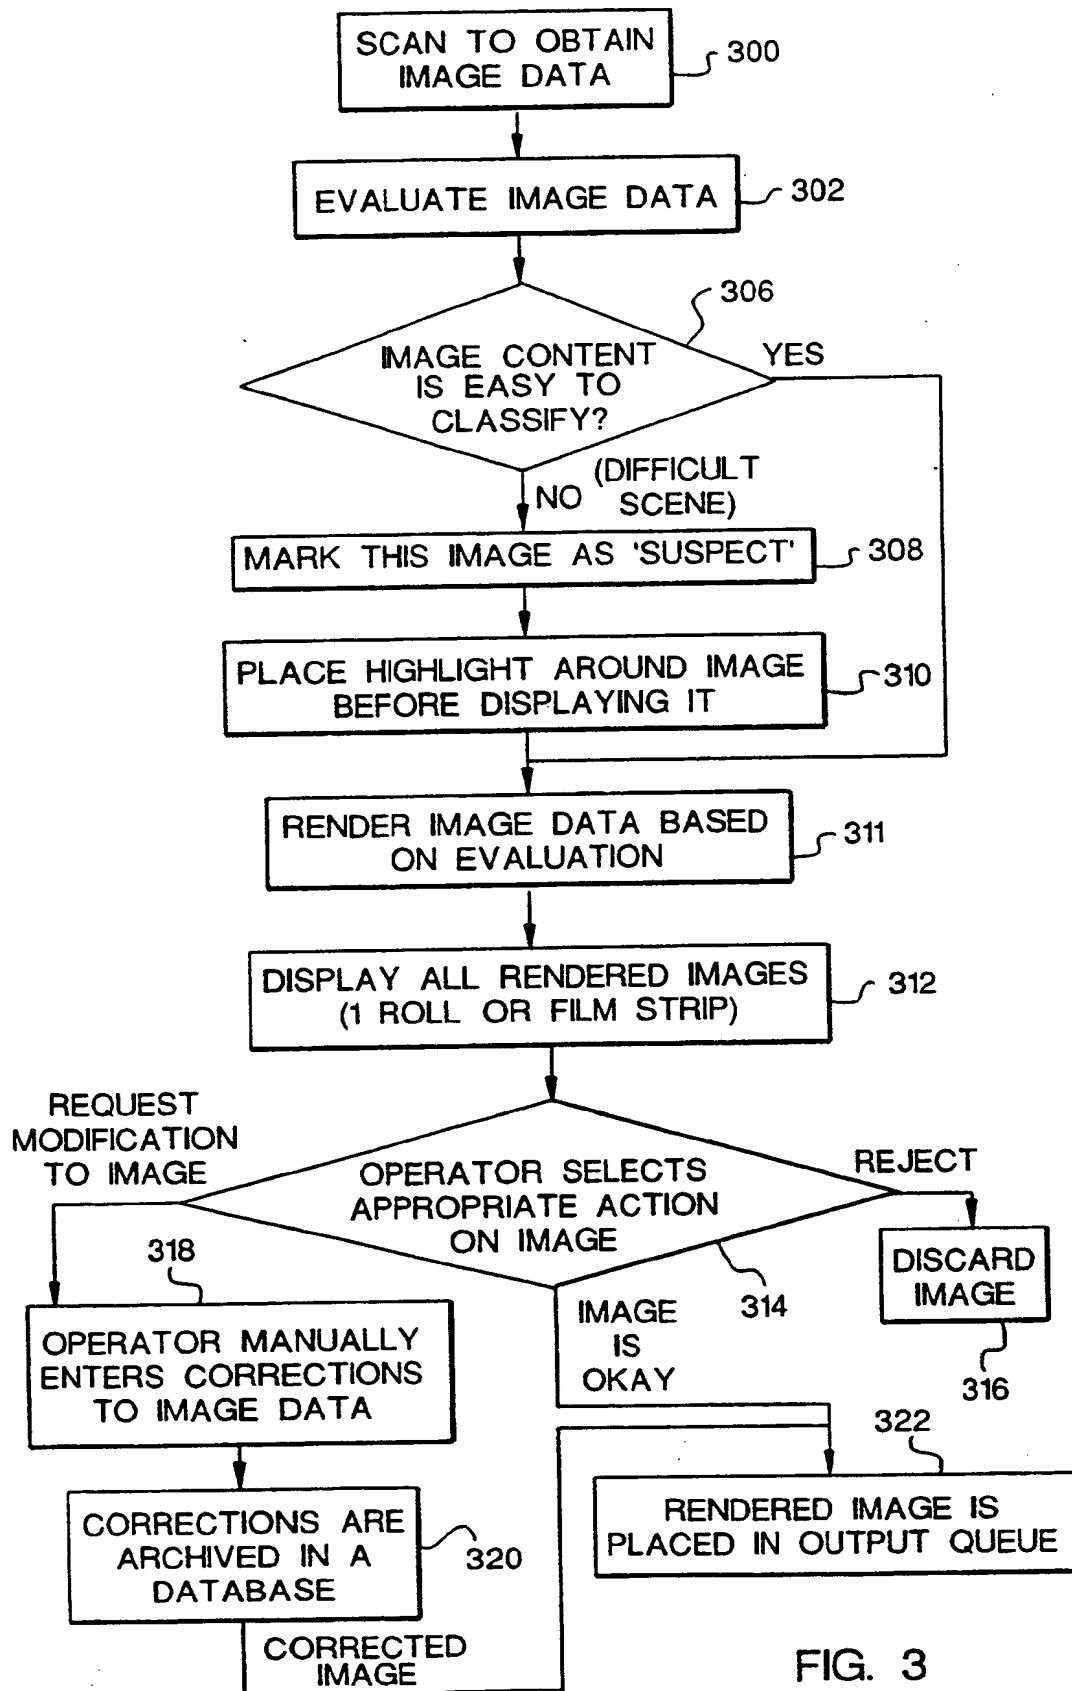 SCAN TO OBTAIN
IMAGE DATA
300
EVALUATE IMAGE DATA
302
306
IMAGE CONTENT
IS EASY TO
CLASSIFY?
YES
NO
(DIFFICULT
SCENE)
MARK THIS IMAGE AS 'SUSPECT'
308
PLACE HIGHLIGHT AROUND IMAGE
BEFORE DISPLAYING IT
310
RENDER IMAGE DATA BASED
ON EVALUATION
311
DISPLAY ALL RENDERED IMAGES
(1 ROLL OR FILM STRIP)
312
REQUEST
MODIFICATION
TO IMAGE
OPERATOR SELECTS
APPROPRIATE ACTION
ON IMAGE
REJECT
314
DISCARD
IMAGE
316
318
OPERATOR MANUALLY
ENTERS CORRECTIONS
TO IMAGE DATA
IMAGE
IS
OKAY
322
RENDERED IMAGE IS
PLACED IN OUTPUT QUEUE
CORRECTIONS ARE
ARCHIVED IN A
DATABASE
320
CORRECTED
IMAGE
FIG. 3